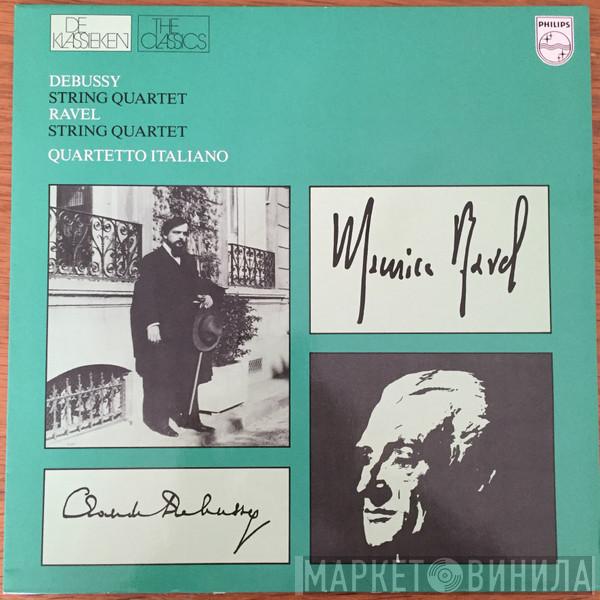 DE KLASSIEKEN
THE CLASSICS
PHILIPS
DEBUSSY
STRING QUARTET
RAVEL
STRING QUARTET
QUARTETTO ITALIANO
Maurice Ravel
Claude Debussy
МАРКЕТ ВИНИЛА